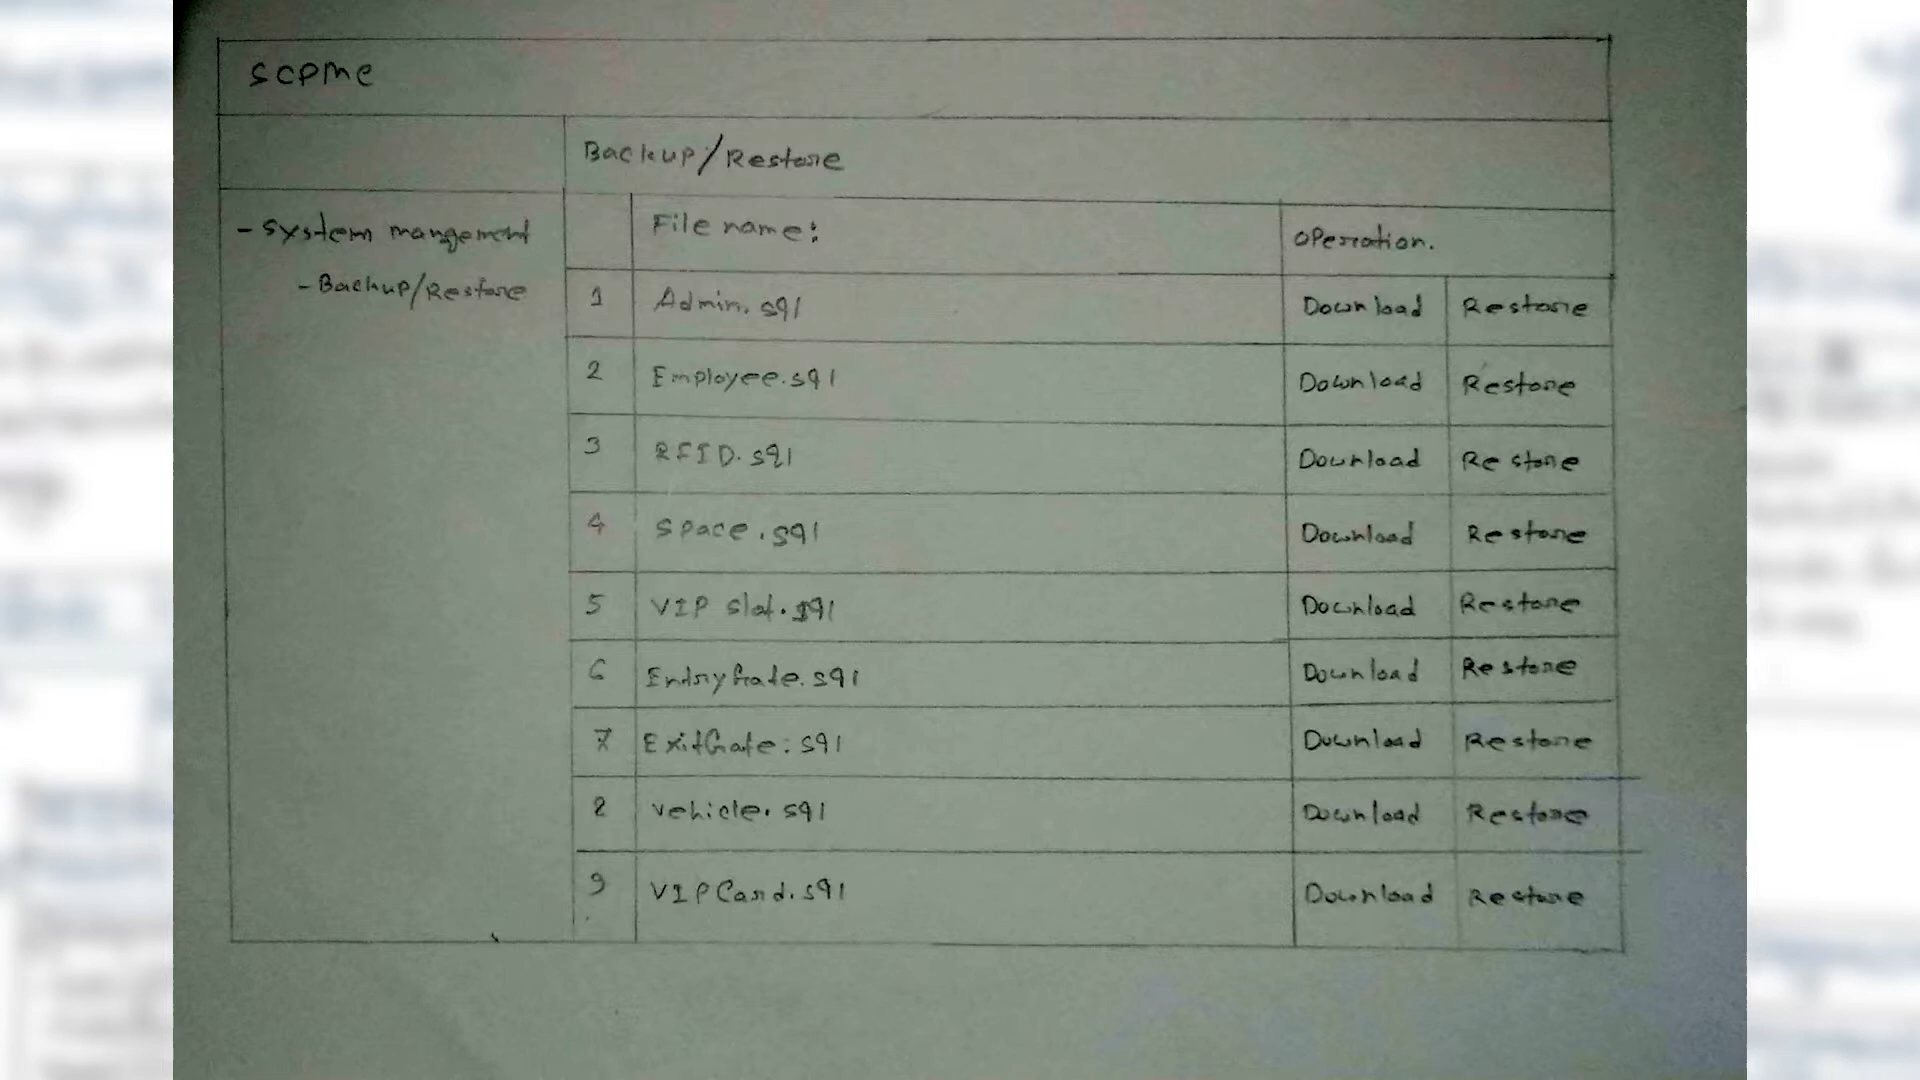 SCPMe
Backup/Restore
- System mangement
- Backup/Restore
File name:
Operation.
1 Admin.sql Download Restore
2 Employee.sql Download Restore
3 RFID.sql Download Restore
4 Space.sql Download Restore
5 VIP Slot.sql Download Restore
6 EntryGate.sql Download Restore
7 ExitGate.sql Download Restore
8 vehicle.sql Download Restore
9 VIPCard.sql Download Restore